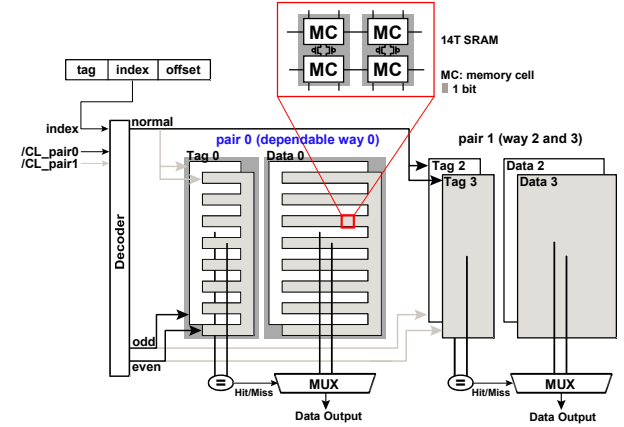 MC MC
MC MC
14T SRAM
MC: memory cell
1 bit
tag index offset
index
/CL_pair0
/CL_pair1
Decoder
normal
pair 0 (dependable way 0)
pair 1 (way 2 and 3)
Tag 0 Data 0
Tag 2 Data 2
Tag 3 Data 3
odd
even
= Hit/Miss MUX
= Hit/Miss MUX
Data Output
Data Output